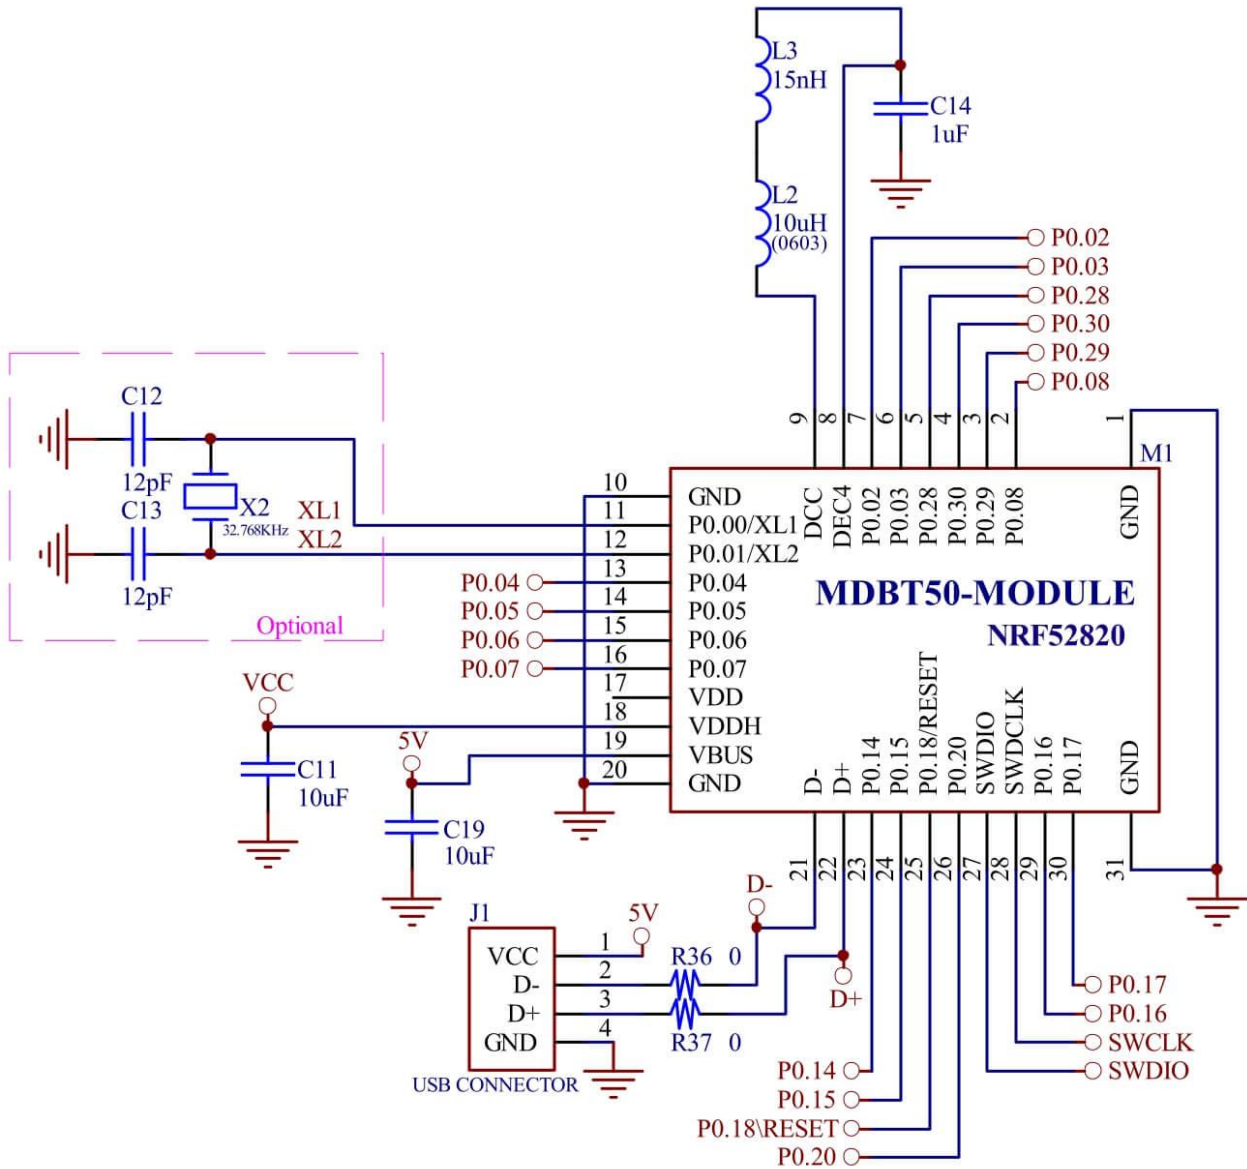 L3
15nH
C14
1uF
L2
10uH
(0603)
P0.02
P0.03
P0.28
P0.30
P0.29
P0.08
9
8
7
6
5
4
3
2
1
M1
C12
12pF
C13
12pF
X2
32.768KHz
XL1
XL2
Optional
10
11
12
13
14
15
16
17
18
19
20
GND
P0.00/XL1
P0.01/XL2
P0.04
P0.05
P0.06
P0.07
VDD
VDDH
VBUS
GND
DCC
DEC4
P0.02
P0.03
P0.28
P0.30
P0.29
P0.08
GND
MDBT50-MODULE
NRF52820
P0.04
P0.05
P0.06
P0.07
VCC
C11
10uF
5V
C19
10uF
D-
D+
P0.14
P0.15
P0.18/RESET
P0.20
SWDIO
SWDCLK
P0.16
P0.17
GND
21
22
23
24
25
26
27
28
29
30
31
J1
VCC
D-
D+
GND
1
2
3
4
5V
USB CONNECTOR
R36 0
R37 0
D-
D+
P0.17
P0.16
SWCLK
SWDIO
P0.14
P0.15
P0.18\RESET
P0.20